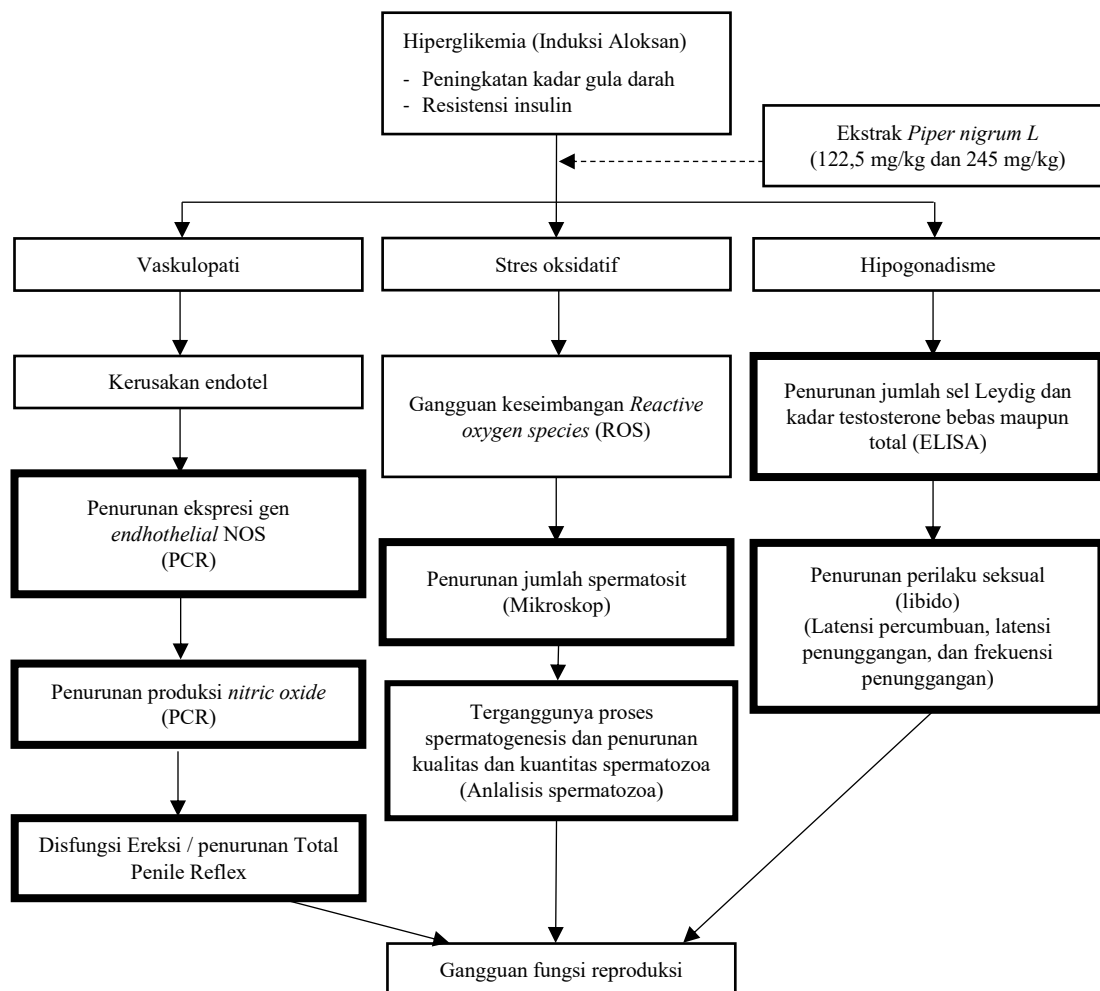 Hiperglikemia (Induksi Aloksan)
- Peningkatan kadar gula darah
- Resistensi insulin
Ekstrak Piper nigrum L
(122,5 mg/kg dan 245 mg/kg)
Vaskulopati
Stres oksidatif
Hipogonadisme
Kerusakan endotel
Gangguan keseimbangan Reactive
oxygen species (ROS)
Penurunan jumlah sel Leydig dan
kadar testosterone bebas maupun
total (ELISA)
Penurunan ekspresi gen
endhothelial NOS
(PCR)
Penurunan jumlah spermatosit
(Mikroskop)
Penurunan perilaku seksual
(libido)
(Latensi percumbuan, latensi
penunggangan, dan frekuensi
penunggangan)
Penurunan produksi nitric oxide
(PCR)
Terganggunya proses
spermatogenesis dan penurunan
kualitas dan kuantitas spermatozoa
(Anlalisis spermatozoa)
Disfungsi Ereksi / penurunan Total
Penile Reflex
Gangguan fungsi reproduksi